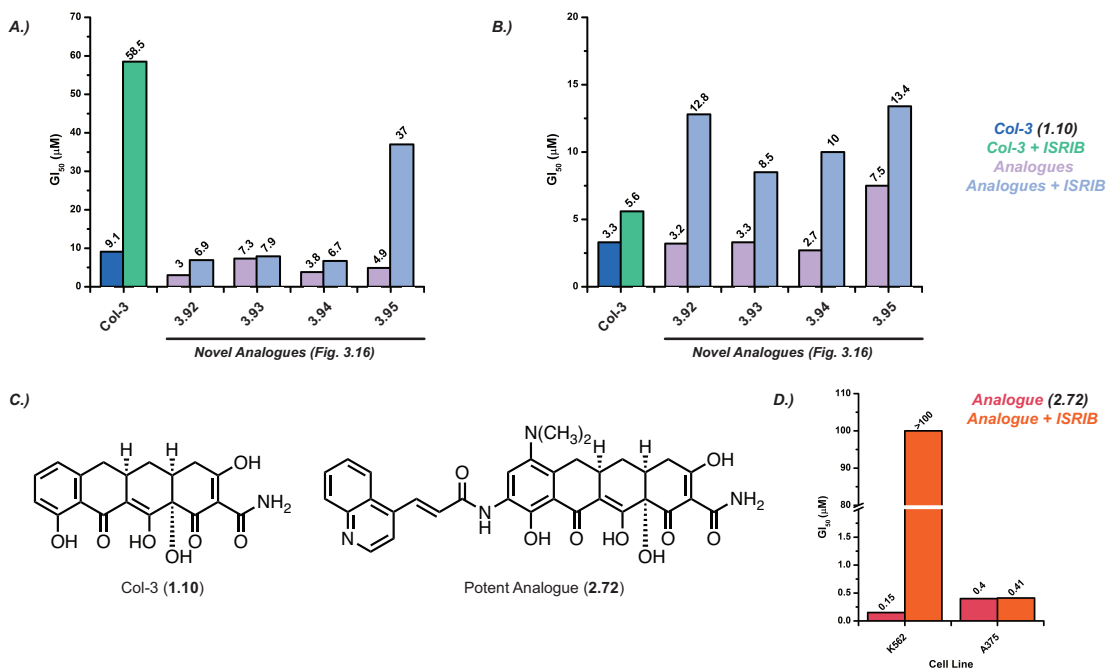 A.)
GI50 (μM)
70
60
50
40
30
20
10
0
9.1
58.5
3
6.9
7.3
7.9
3.8
6.7
4.9
37
Col-3
3.92
3.93
3.94
3.95
Novel Analogues (Fig. 3.16)
B.)
GI50 (μM)
20
15
10
5
0
3.3
5.6
3.2
12.8
3.3
8.5
2.7
10
7.5
13.4
Col-3
3.92
3.93
3.94
3.95
Novel Analogues (Fig. 3.16)
Col-3 (1.10)
Col-3 + ISRIB
Analogues
Analogues + ISRIB
C.)
H
H
OH
NH2
OH
O
HO
OH
O
O
Col-3 (1.10)
N(CH3)2
H
H
OH
O
N
H
NH2
N
OH
O
HO
OH
O
O
Potent Analogue (2.72)
D.)
Analogue (2.72)
Analogue + ISRIB
GI50 (μM)
110
100
90
80
1.5
1.0
0.5
0.0
0.15
>100
0.4
0.41
K562
A375
Cell Line